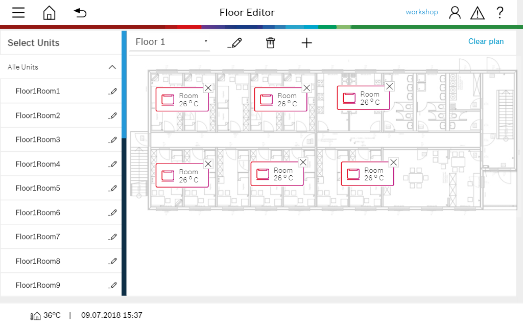 Floor Editor
workshop
?
Select Units
Floor 1
Clear plan
Alle Units
Floor1Room1
Floor1Room2
Floor1Room3
Floor1Room4
Floor1Room5
Floor1Room6
Floor1Room7
Floor1Room8
Floor1Room9
Room
26 º C
Room
26 º C
Room
26 º C
Room
26 º C
Room
26 º C
Room
26 º C
36ºC | 09.07.2018 15:37